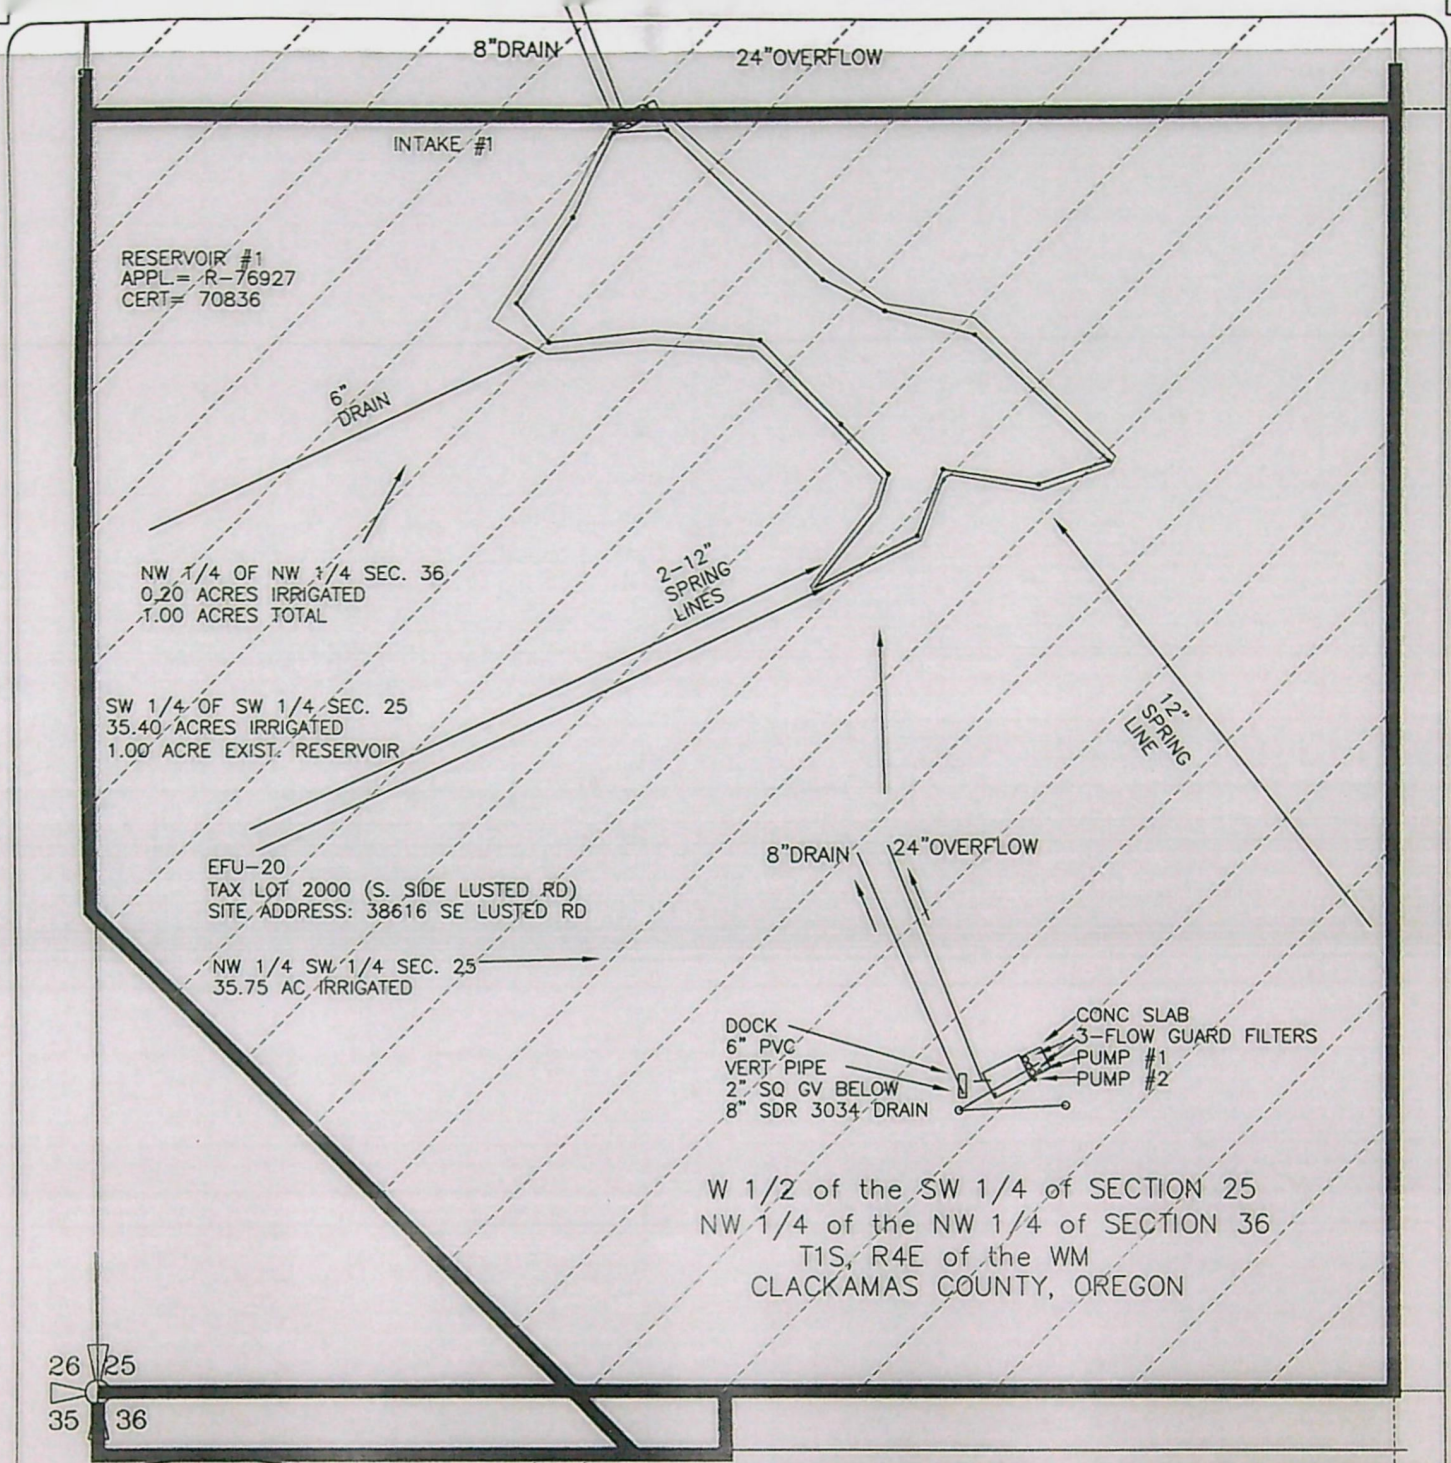 8"DRAIN
24"OVERFLOW
INTAKE #1
RESERVOIR #1
APPL.= R-76927
CERT= 70836
6"
DRAIN
NW 1/4 OF NW 1/4 SEC. 36
0.20 ACRES IRRIGATED
1.00 ACRES TOTAL
2-12"
SPRING
LINES
12"
SPRING
LINE
SW 1/4 OF SW 1/4 SEC. 25
35.40 ACRES IRRIGATED
1.00 ACRE EXIST. RESERVOIR
8"DRAIN
24"OVERFLOW
EFU-20
TAX LOT 2000 (S. SIDE LUSTED RD)
SITE ADDRESS: 38616 SE LUSTED RD
NW 1/4 SW 1/4 SEC. 25
35.75 AC IRRIGATED
DOCK
6" PVC
VERT PIPE
2" SQ GV BELOW
8" SDR 3034 DRAIN
CONC SLAB
3-FLOW GUARD FILTERS
PUMP #1
PUMP #2
W 1/2 of the SW 1/4 of SECTION 25
NW 1/4 of the NW 1/4 of SECTION 36
T1S, R4E of the WM
CLACKAMAS COUNTY, OREGON
26 25
35 36